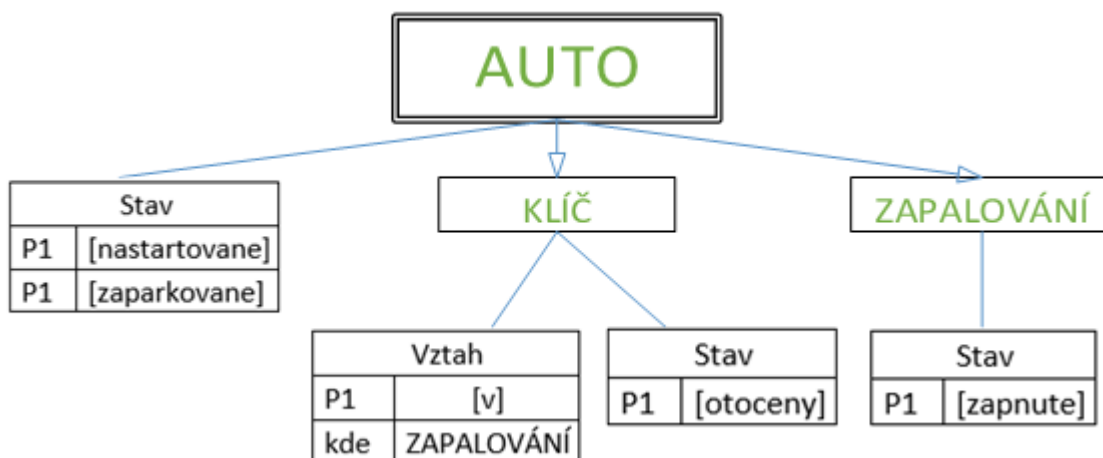 AUTO
Stav
P1 [nastartovane]
P1 [zaparkovane]
KLÍČ
ZAPALOVÁNÍ
Vztah
P1 [v]
kde ZAPALOVÁNÍ
Stav
P1 [otoceny]
Stav
P1 [zapnute]